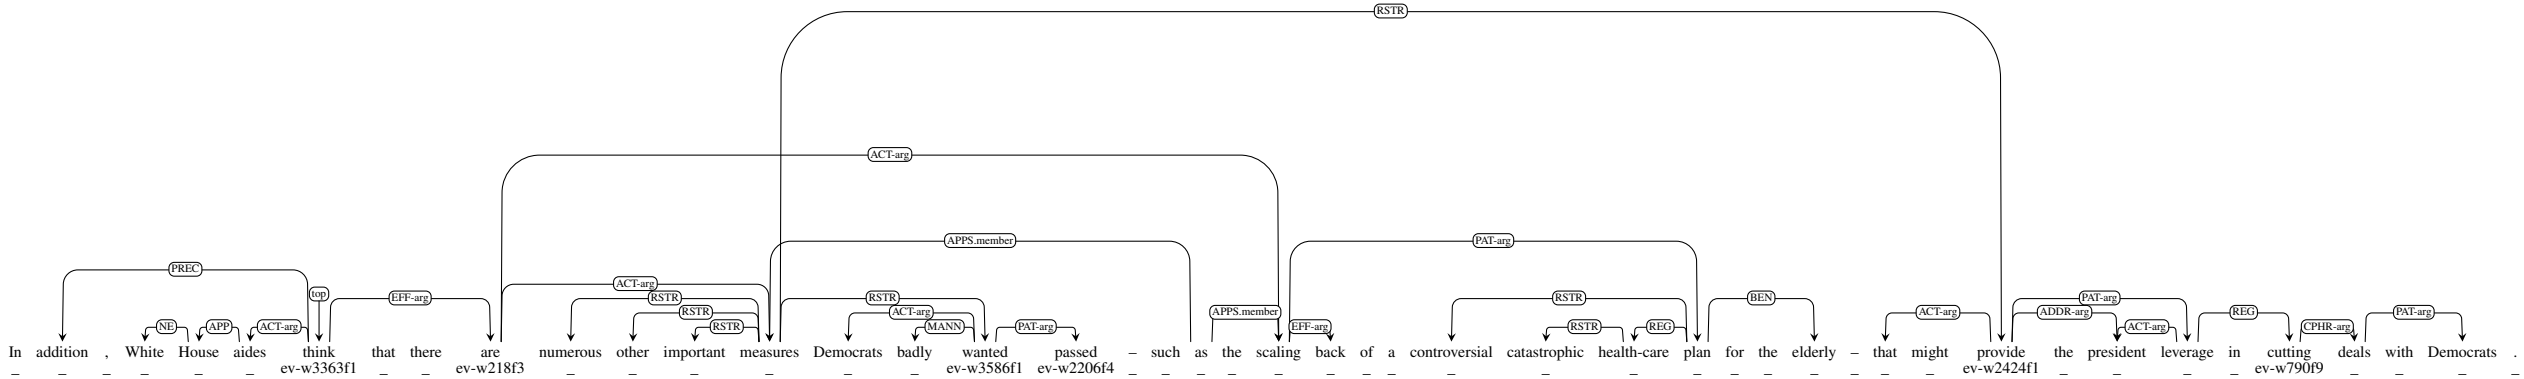 RSTR
ACT-arg
APPS.member PAT-arg
PREC
top EFF-arg ACT-arg RSTR RSTR RSTR BEN PAT-arg
RSTR ACT-arg APPS.member ACT-arg ADDR-arg PAT-arg
NE APP ACT-arg RSTR MANN PAT-arg EFF-arg RSTR REG ACT-arg REG CPHR-arg
In addition , White House aides think that there are numerous other important measures Democrats badly wanted passed – such as the scaling back of a controversial catastrophic health-care plan for the elderly – that might provide the president leverage in cutting deals with Democrats .
_ _ _ _ _ _ ev-w3363f1 _ _ ev-w218f3 _ _ _ _ _ _ ev-w3586f1 ev-w2206f4 _ _ _ _ _ _ _ _ _ _ _ _ _ _ _ _ _ _ ev-w2424f1 _ _ _ _ ev-w790f9 _ _ _ _